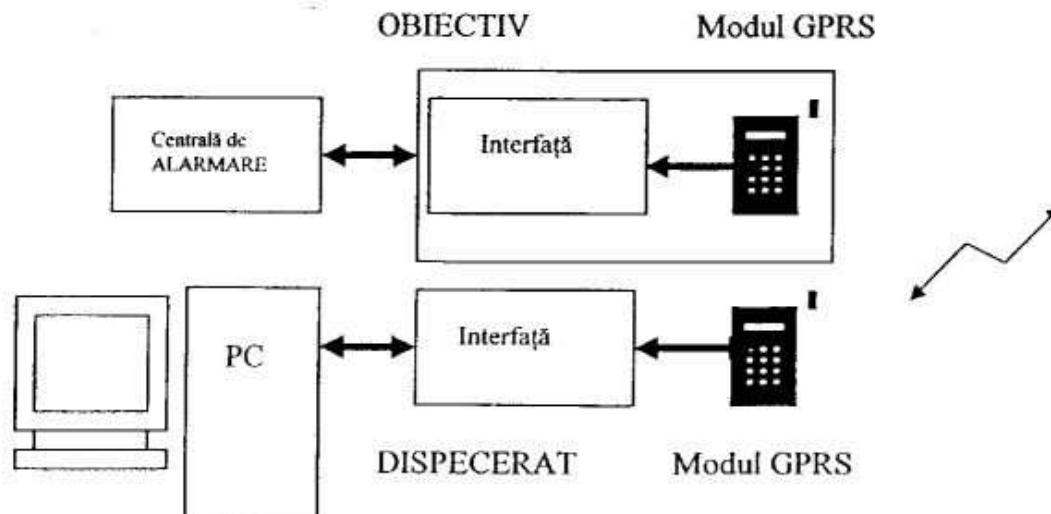 OBIECTIV
Modul GPRS
Centrală de
ALARMARE
Interfață
PC
Interfață
DISPECERAT
Modul GPRS